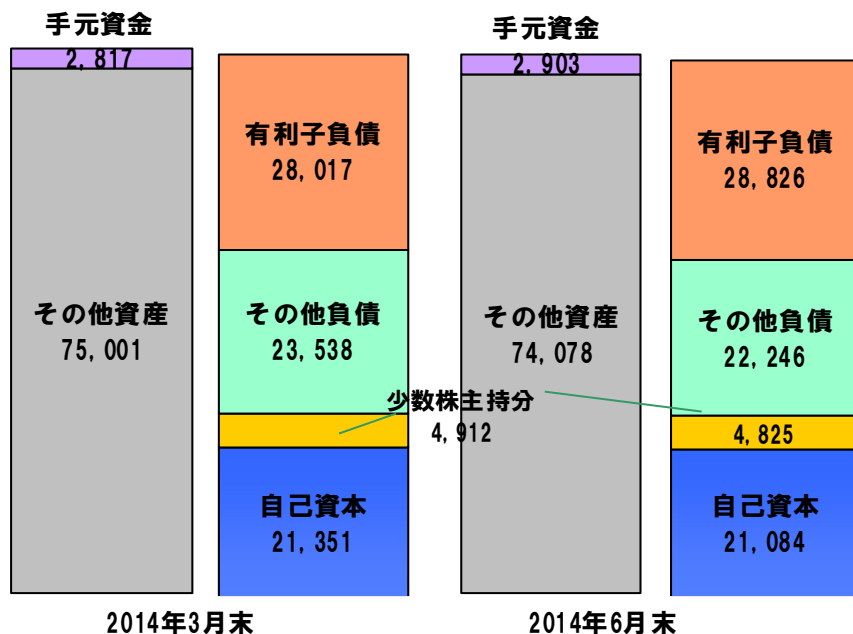 手元資金
2,817
その他資産
75,001
有利子負債
28,017
その他負債
23,538
少数株主持分
4,912
自己資本
21,351
2014年3月末
手元資金
2,903
その他資産
74,078
有利子負債
28,826
その他負債
22,246
4,825
自己資本
21,084
2014年6月末